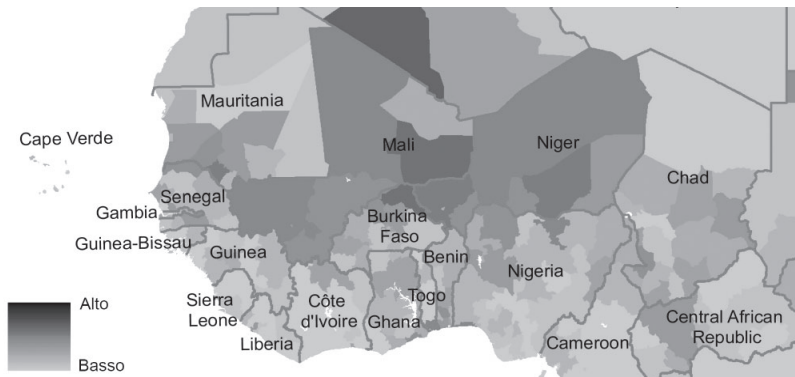 Mauritania
Cape Verde
Mali
Niger
Chad
Senegal
Gambia
Burkina
Faso
Guinea-Bissau
Guinea
Benin
Nigeria
Sierra
Leone
Côte
d'Ivoire
Togo
Ghana
Liberia
Central African
Republic
Cameroon
Alto
Basso